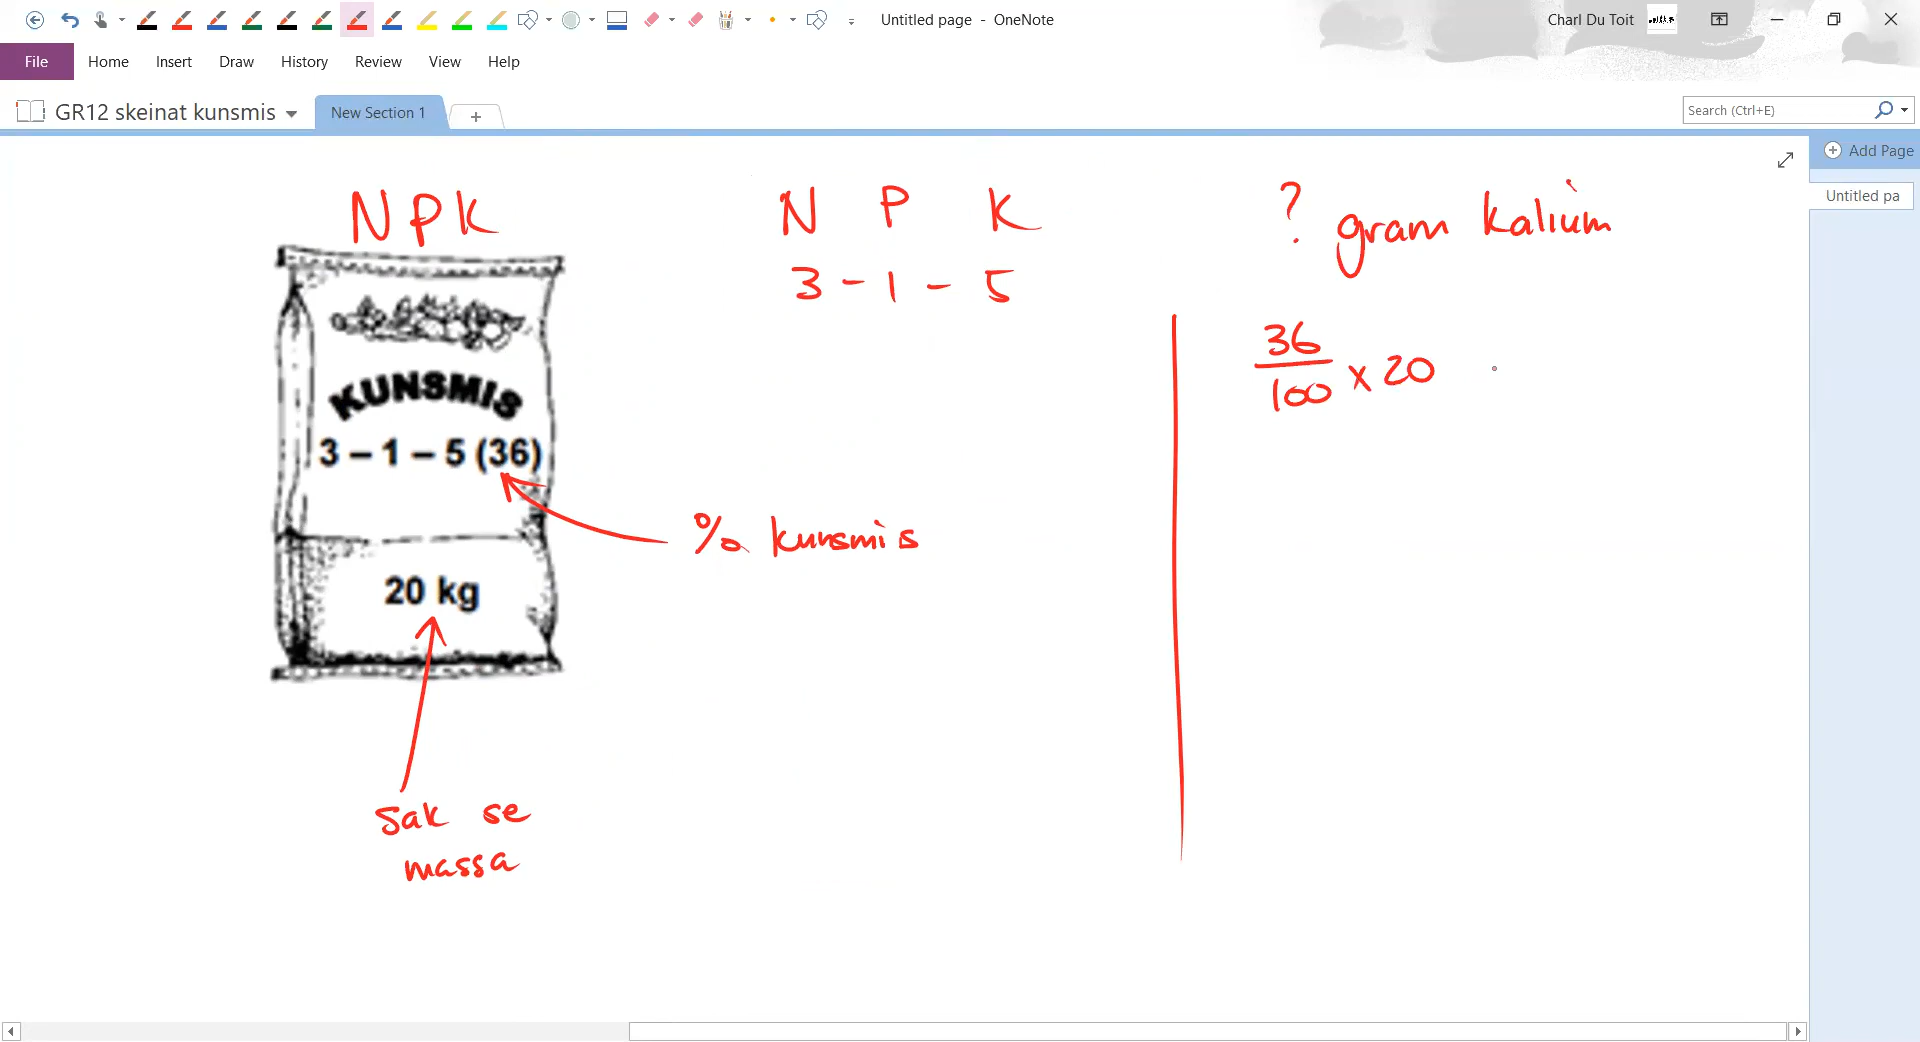 Untitled page - OneNote
Charl Du Toit
File Home Insert Draw History Review View Help
GR12 skeinat kunsmis
New Section 1
+
Search (Ctrl+E)
Add Page
Untitled pa
NPK
N P K
3 - 1 - 5
? gram kalium
36
100 x 20
KUNSMIS
3 – 1 – 5 (36)
% kunsmis
20 kg
Sak se
massa